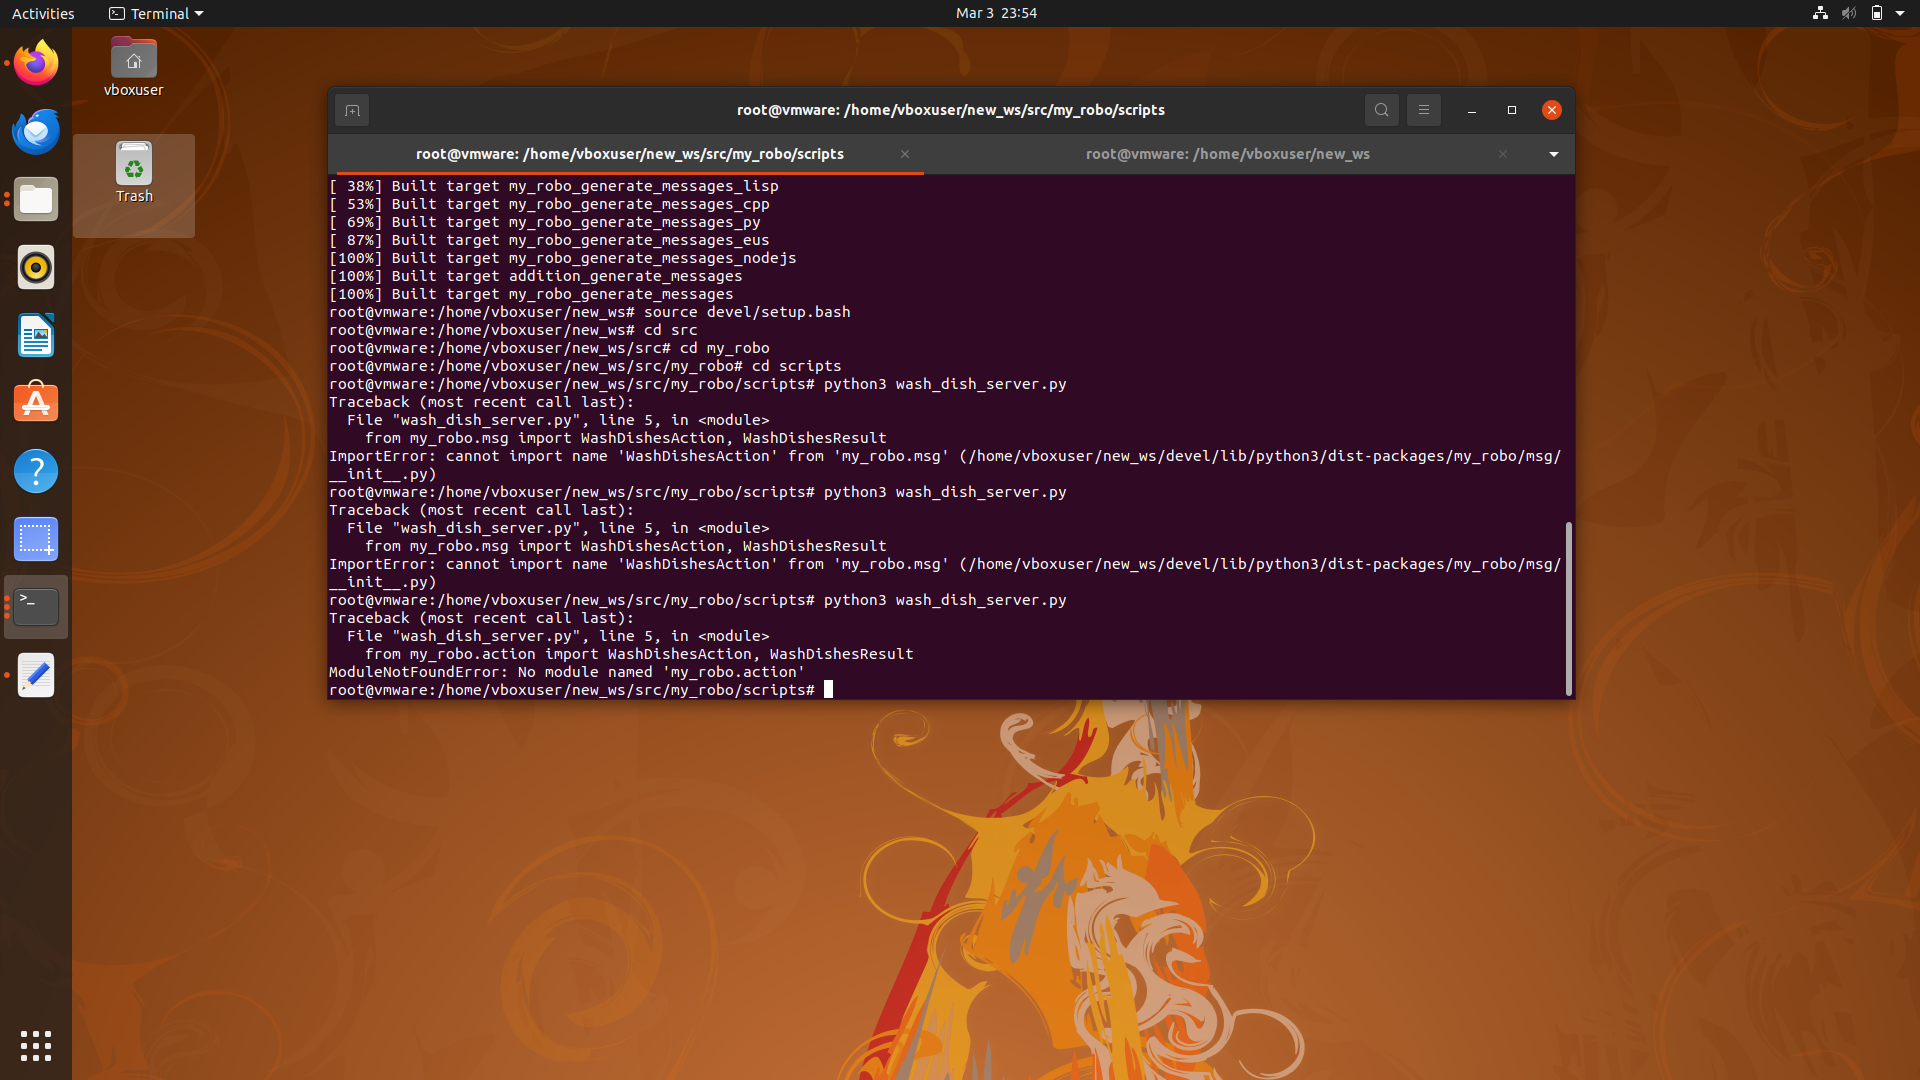 Activities
Terminal
Mar 3 23:54
vboxuser
Trash
root@vmware: /home/vboxuser/new_ws/src/my_robo/scripts
root@vmware: /home/vboxuser/new_ws/src/my_robo/scripts
root@vmware: /home/vboxuser/new_ws
[ 38%] Built target my_robo_generate_messages_lisp
[ 53%] Built target my_robo_generate_messages_cpp
[ 69%] Built target my_robo_generate_messages_py
[ 87%] Built target my_robo_generate_messages_eus
[100%] Built target my_robo_generate_messages_nodejs
[100%] Built target addition_generate_messages
[100%] Built target my_robo_generate_messages
root@vmware:/home/vboxuser/new_ws# source devel/setup.bash
root@vmware:/home/vboxuser/new_ws# cd src
root@vmware:/home/vboxuser/new_ws/src# cd my_robo
root@vmware:/home/vboxuser/new_ws/src/my_robo# cd scripts
root@vmware:/home/vboxuser/new_ws/src/my_robo/scripts# python3 wash_dish_server.py
Traceback (most recent call last):
  File "wash_dish_server.py", line 5, in <module>
    from my_robo.msg import WashDishesAction, WashDishesResult
ImportError: cannot import name 'WashDishesAction' from 'my_robo.msg' (/home/vboxuser/new_ws/devel/lib/python3/dist-packages/my_robo/msg/
__init__.py)
root@vmware:/home/vboxuser/new_ws/src/my_robo/scripts# python3 wash_dish_server.py
Traceback (most recent call last):
  File "wash_dish_server.py", line 5, in <module>
    from my_robo.msg import WashDishesAction, WashDishesResult
ImportError: cannot import name 'WashDishesAction' from 'my_robo.msg' (/home/vboxuser/new_ws/devel/lib/python3/dist-packages/my_robo/msg/
__init__.py)
root@vmware:/home/vboxuser/new_ws/src/my_robo/scripts# python3 wash_dish_server.py
Traceback (most recent call last):
  File "wash_dish_server.py", line 5, in <module>
    from my_robo.action import WashDishesAction, WashDishesResult
ModuleNotFoundError: No module named 'my_robo.action'
root@vmware:/home/vboxuser/new_ws/src/my_robo/scripts#